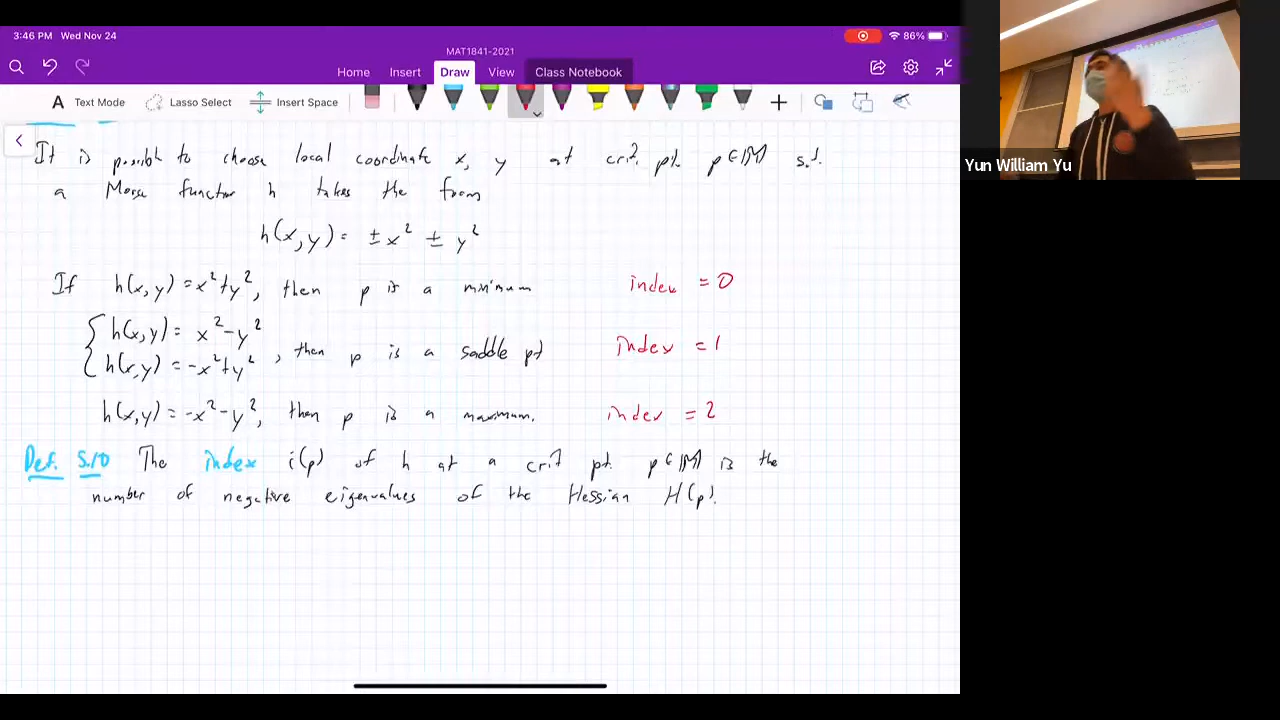 3:46 PM Wed Nov 24
86%
MAT1841-2021
Home Insert Draw View Class Notebook
A Text Mode Lasso Select Insert Space
It is possible to choose local coordinate x, y at crit. pt. p∈|M| s.t.
a Morse function h takes the form
h(x,y) = ± x² ± y²
If h(x,y) = x²+y², then p is a minimum index = 0
{ h(x,y) = x²-y²
{ h(x,y) = -x²+y² , then p is a saddle pt index = 1
h(x,y) = -x²-y², then p is a maximum. index = 2
Def. 5.10 The index i(p) of h at a crit pt. p∈|M| is the
number of negative eigenvalues of the Hessian H(p).
Yun William Yu